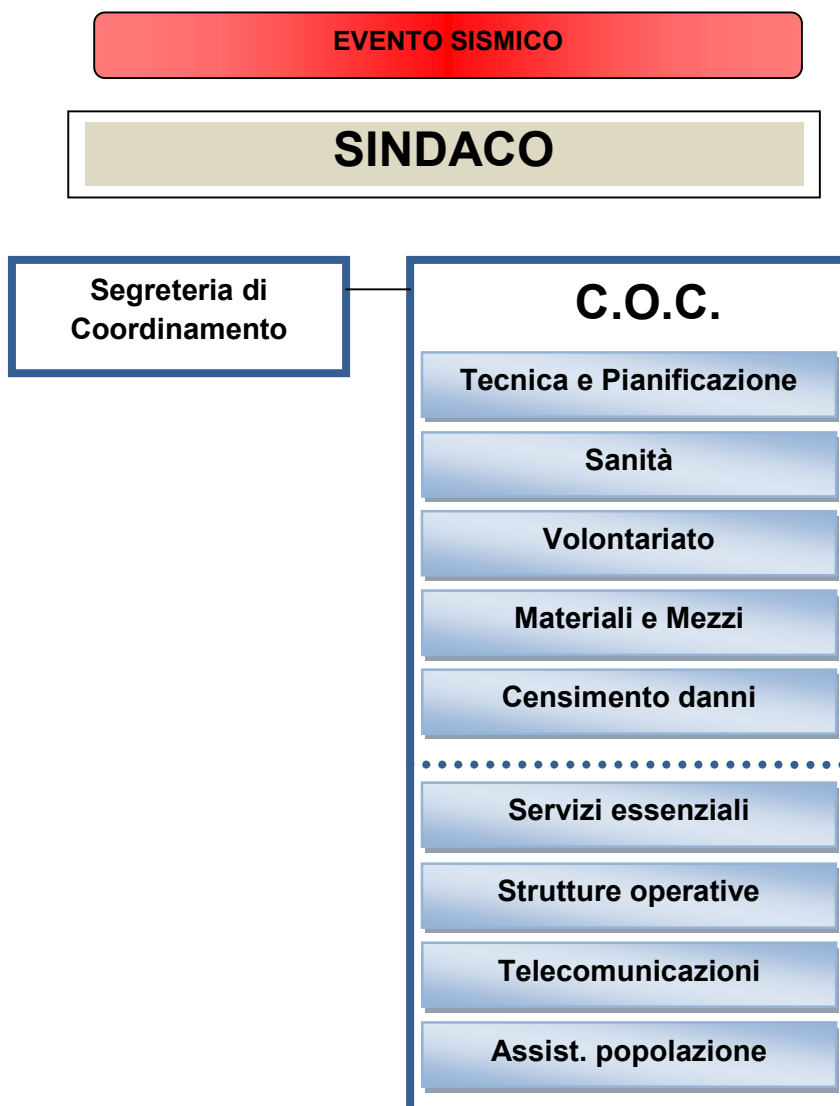 EVENTO SISMICO
SINDACO
Segreteria di
Coordinamento
C.O.C.
Tecnica e Pianificazione
Sanità
Volontariato
Materiali e Mezzi
Censimento danni
Servizi essenziali
Strutture operative
Telecomunicazioni
Assist. popolazione